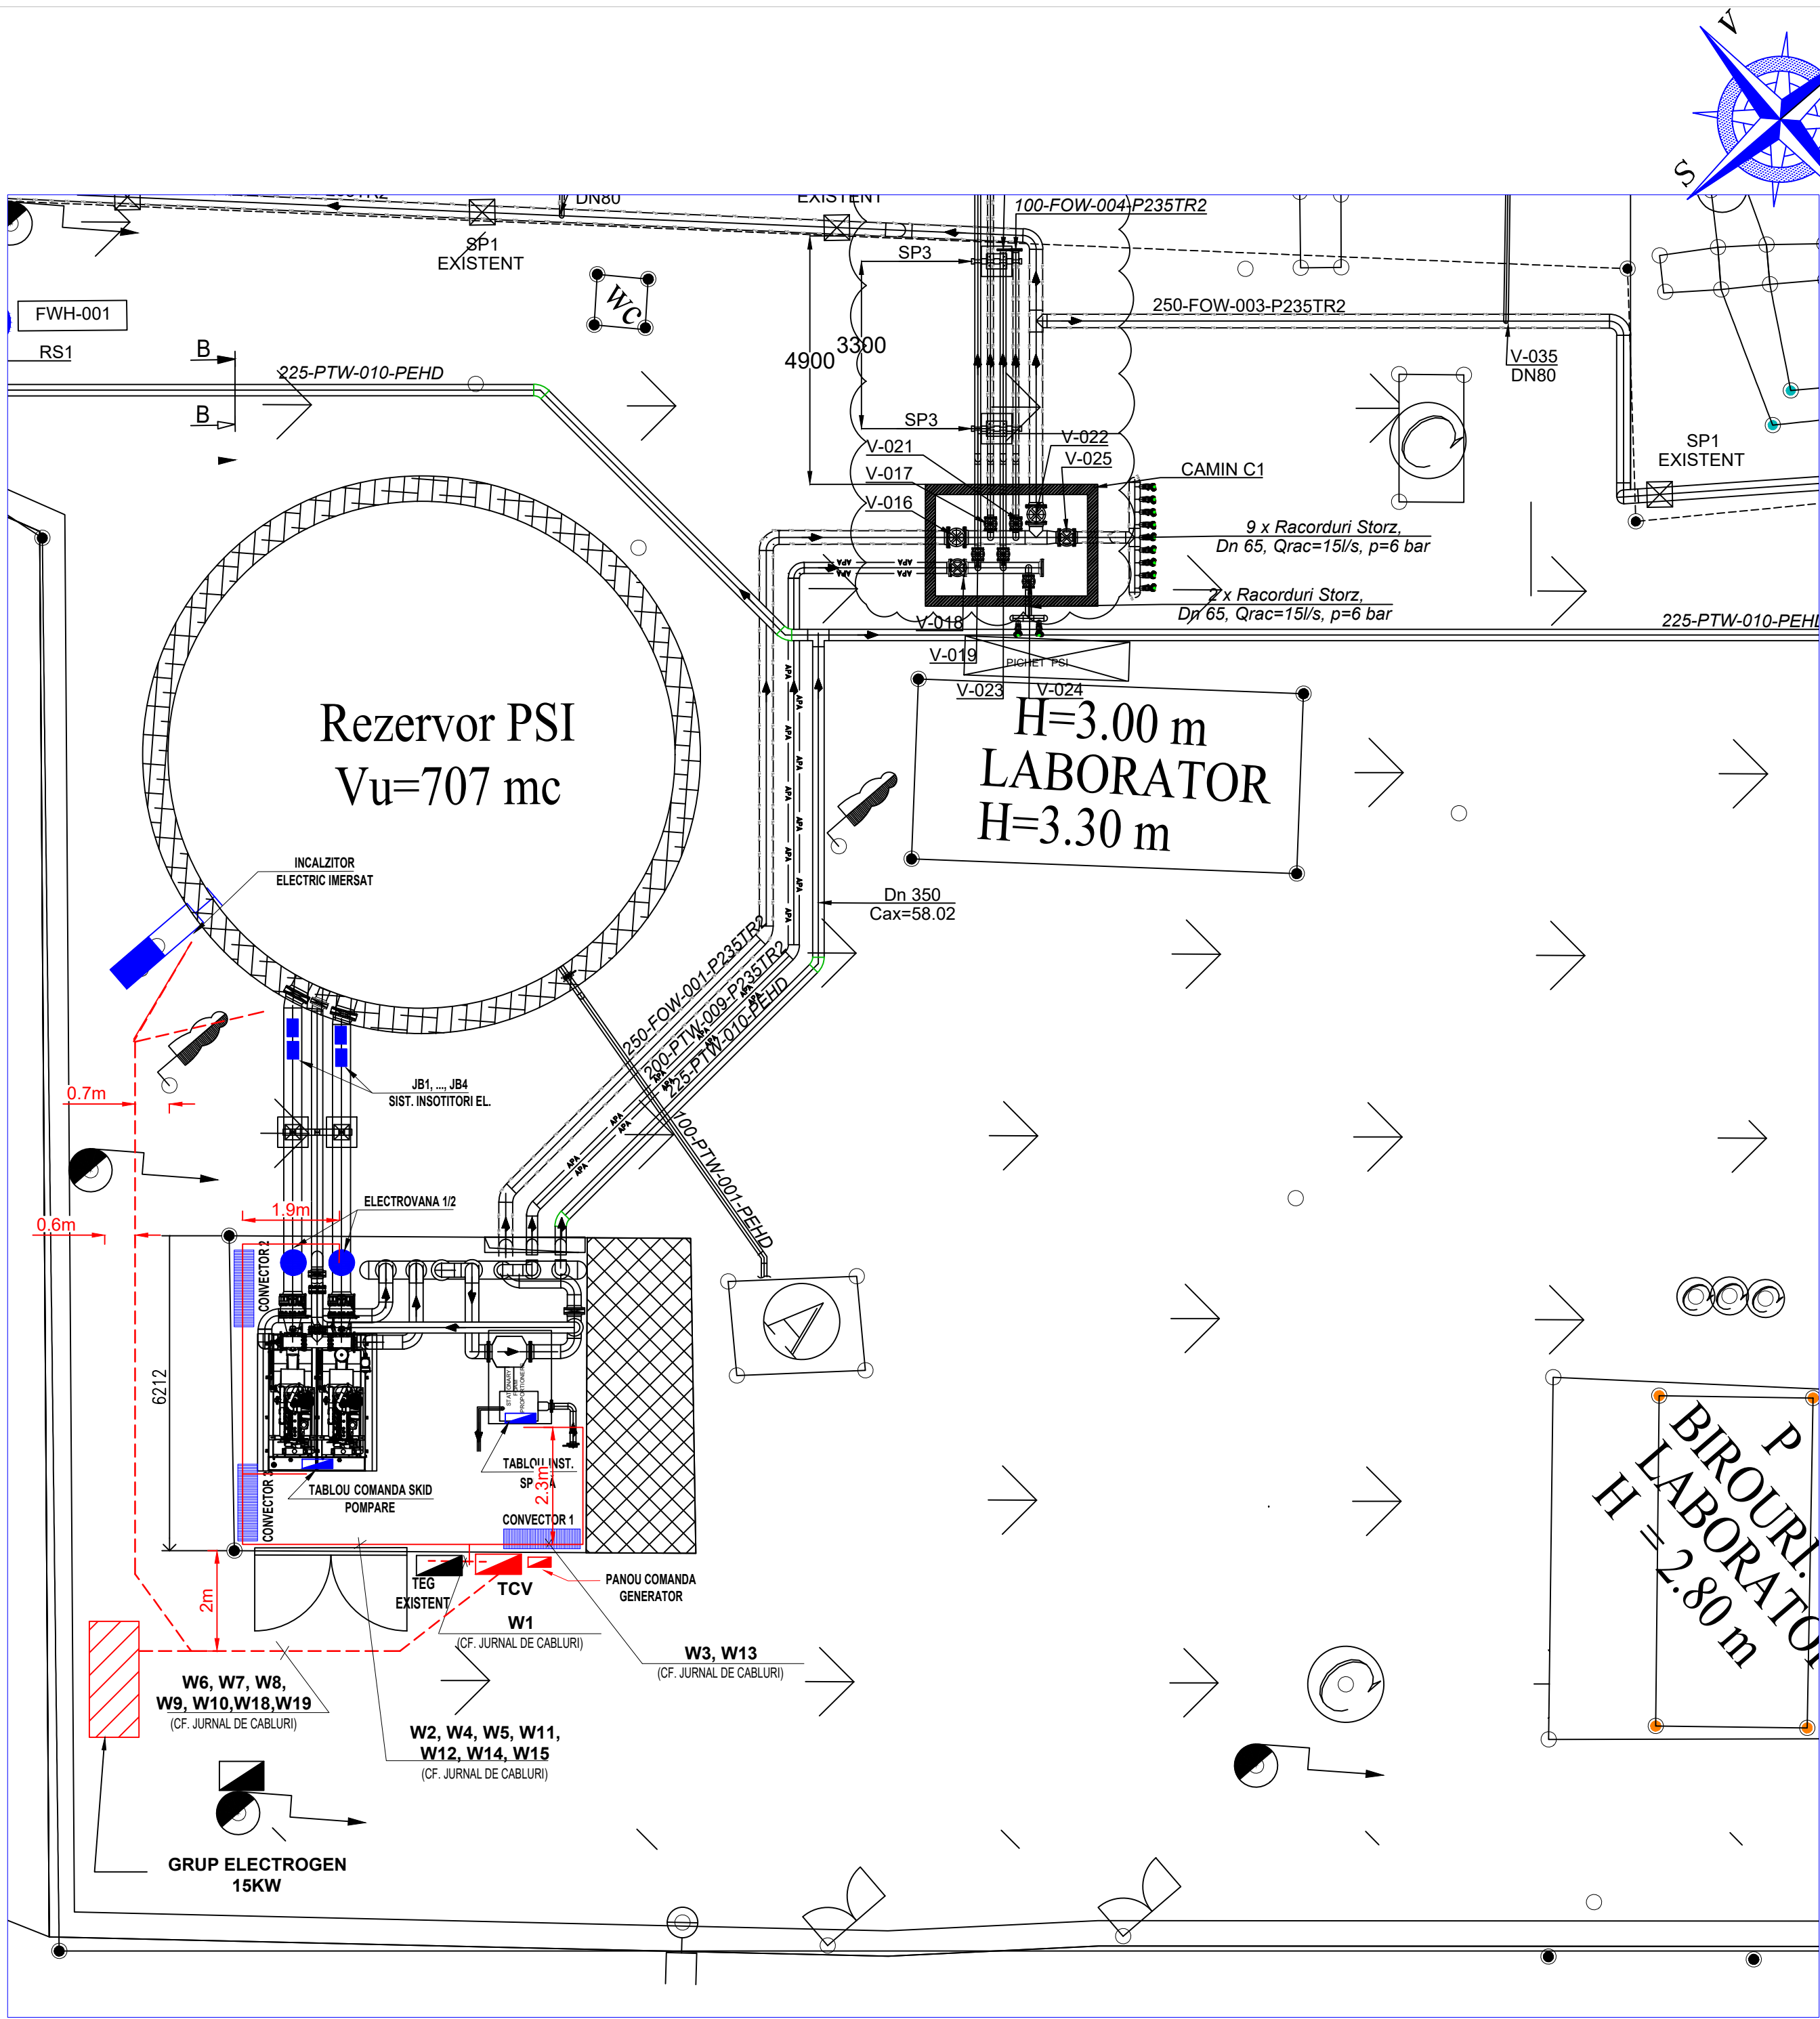 V
S
DN80
EXISTENT
100-FOW-004-P235TR2
SP1
EXISTENT
SP3
WC
FWH-001
250-FOW-003-P235TR2
RS1
B
3300
4900
V-035
DN80
225-PTW-010-PEHD
B
SP3
V-021
V-022
SP1
EXISTENT
V-017
V-025
CAMIN C1
V-016
9 x Racorduri Storz,
Dn 65, Qrac=15l/s, p=6 bar
APA APA
APA APA
2 x Racorduri Storz,
Dn 65, Qrac=15l/s, p=6 bar
V-018
225-PTW-010-PEHD
V-019
PICHET PSI
V-023
V-024
Rezervor PSI
Vu=707 mc
H=3.00 m
LABORATOR
H=3.30 m
INCALZITOR
ELECTRIC IMERSAT
Dn 350
Cax=58.02
250-FOW-001-P235TR2
200-PTW-009-P235TR2
225-PTW-010-PEHD
APA
APA
JB1, ..., JB4
SIST. INSOTITORI EL.
0.7m
100-PTW-001-PEHD
ELECTROVANA 1/2
1.9m
0.6m
CONVECTOR 2
A
6212
STATIONARY
FOAM
PROPORTIONERS
CONVECTOR 3
TABLOU INST.
2.3m
TABLOU COMANDA SKID
POMPARE
CONVECTOR 1
P
BIROURI.
LABORATOR
H = 2.80 m
TEG
EXISTENT
TCV
PANOU COMANDA
GENERATOR
2m
W1
(CF. JURNAL DE CABLURI)
W3, W13
(CF. JURNAL DE CABLURI)
W6, W7, W8,
W9, W10,W18,W19
(CF. JURNAL DE CABLURI)
W2, W4, W5, W11,
W12, W14, W15
(CF. JURNAL DE CABLURI)
GRUP ELECTROGEN
15KW